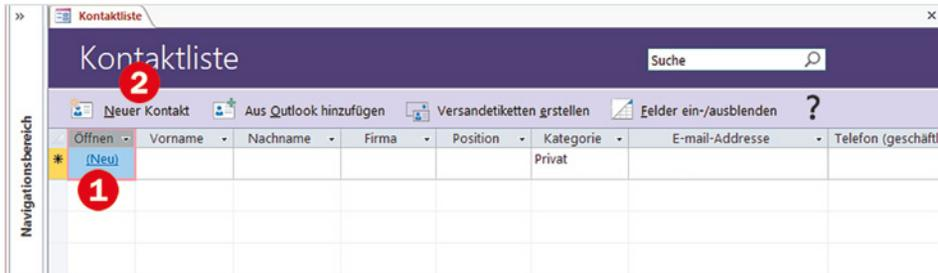 » Kontaktliste ×
Kontaktliste
Suche
2
Neuer Kontakt Aus Outlook hinzufügen Versandetiketten erstellen Felder ein-/ausblenden ?
Öffnen Vorname Nachname Firma Position Kategorie E-mail-Addresse Telefon (geschäftl
* (Neu) Privat
1
Navigationsbereich